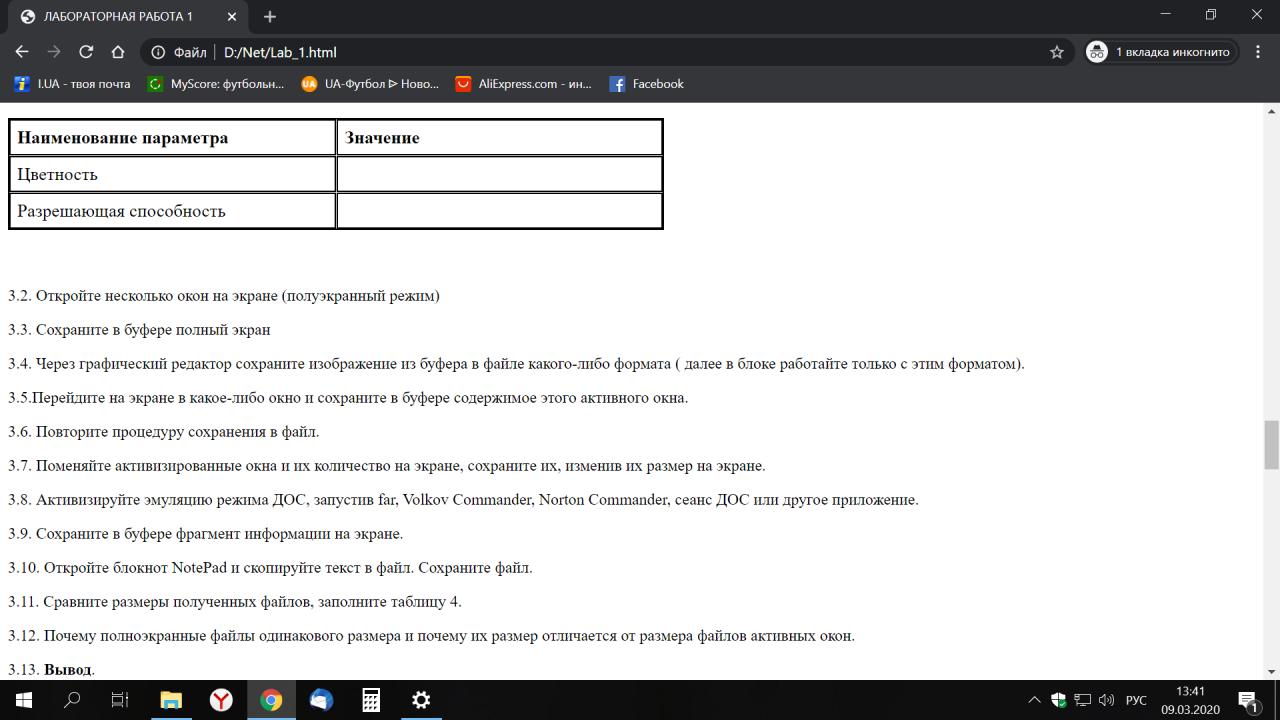 ЛАБОРАТОРНАЯ РАБОТА 1
Файл D:/Net/Lab_1.html 1 вкладка инкогнито
I.UA - твоя почта MyScore: футбольн... UA-Футбол ᐉ Ново... AliExpress.com - ин... Facebook
Наименование параметра Значение
Цветность
Разрешающая способность
3.2. Откройте несколько окон на экране (полуэкранный режим)
3.3. Сохраните в буфере полный экран
3.4. Через графический редактор сохраните изображение из буфера в файле какого-либо формата ( далее в блоке работайте только с этим форматом).
3.5.Перейдите на экране в какое-либо окно и сохраните в буфере содержимое этого активного окна.
3.6. Повторите процедуру сохранения в файл.
3.7. Поменяйте активизированные окна и их количество на экране, сохраните их, изменив их размер на экране.
3.8. Активизируйте эмуляцию режима ДОС, запустив far, Volkov Commander, Norton Commander, сеанс ДОС или другое приложение.
3.9. Сохраните в буфере фрагмент информации на экране.
3.10. Откройте блокнот NotePad и скопируйте текст в файл. Сохраните файл.
3.11. Сравните размеры полученных файлов, заполните таблицу 4.
3.12. Почему полноэкранные файлы одинакового размера и почему их размер отличается от размера файлов активных окон.
3.13. Вывод.
РУС 13:41
09.03.2020 1